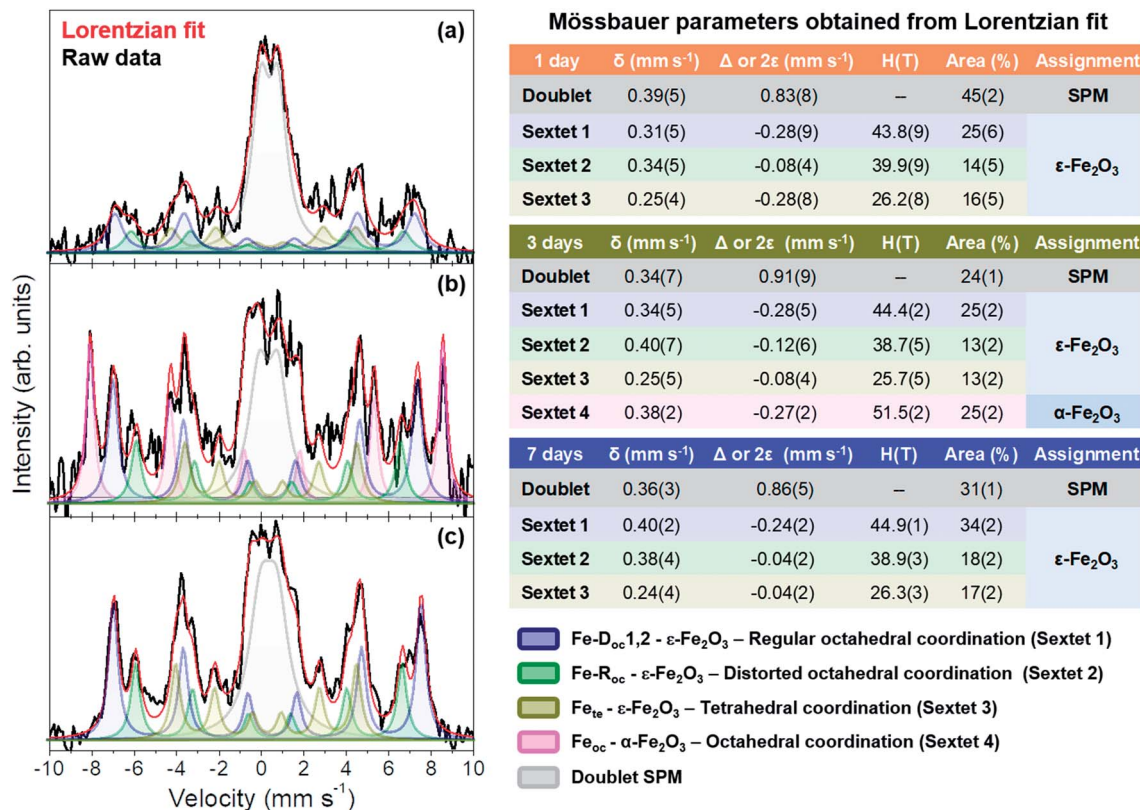 Lorentzian fit
Raw data
(a)
(b)
(c)
Intensity (arb. units)
-10 -8 -6 -4 -2 0 2 4 6 8 10
Velocity (mm s⁻¹)
Mössbauer parameters obtained from Lorentzian fit
1 day δ (mm s⁻¹) Δ or 2ε (mm s⁻¹) H(T) Area (%) Assignment
Doublet 0.39(5) 0.83(8) -- 45(2) SPM
Sextet 1 0.31(5) -0.28(9) 43.8(9) 25(6)
Sextet 2 0.34(5) -0.08(4) 39.9(9) 14(5) ε-Fe₂O₃
Sextet 3 0.25(4) -0.28(8) 26.2(8) 16(5)
3 days δ (mm s⁻¹) Δ or 2ε (mm s⁻¹) H(T) Area (%) Assignment
Doublet 0.34(7) 0.91(9) -- 24(1) SPM
Sextet 1 0.34(5) -0.28(5) 44.4(2) 25(2)
Sextet 2 0.40(7) -0.12(6) 38.7(5) 13(2) ε-Fe₂O₃
Sextet 3 0.25(5) -0.08(4) 25.7(5) 13(2)
Sextet 4 0.38(2) -0.27(2) 51.5(2) 25(2) α-Fe₂O₃
7 days δ (mm s⁻¹) Δ or 2ε (mm s⁻¹) H(T) Area (%) Assignment
Doublet 0.36(3) 0.86(5) -- 31(1) SPM
Sextet 1 0.40(2) -0.24(2) 44.9(1) 34(2)
Sextet 2 0.38(4) -0.04(2) 38.9(3) 18(2) ε-Fe₂O₃
Sextet 3 0.24(4) -0.04(2) 26.3(3) 17(2)
Fe-Dₒc1,2 - ε-Fe₂O₃ – Regular octahedral coordination (Sextet 1)
Fe-Rₒc - ε-Fe₂O₃ – Distorted octahedral coordination (Sextet 2)
Feₜₑ - ε-Fe₂O₃ – Tetrahedral coordination (Sextet 3)
Feₒc - α-Fe₂O₃ – Octahedral coordination (Sextet 4)
Doublet SPM